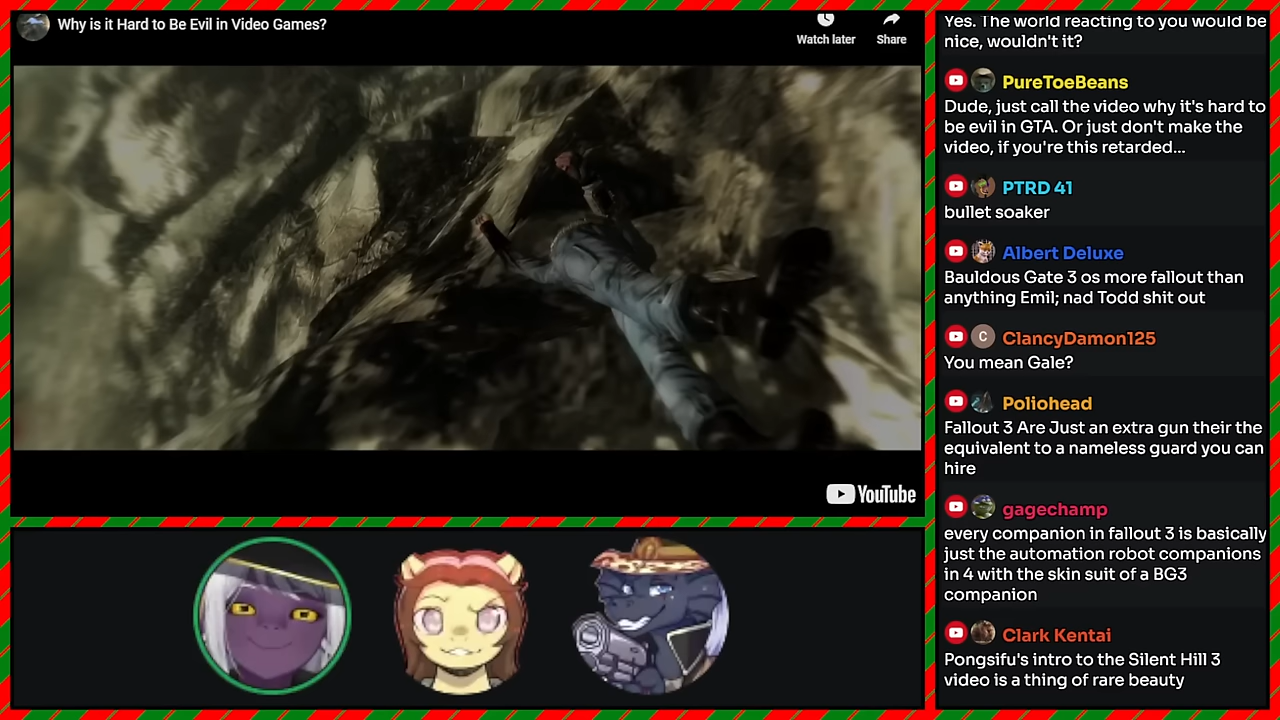 Why is it Hard to Be Evil in Video Games?
Watch later
Share
YouTube
Yes. The world reacting to you would be
nice, wouldn't it?
PureToeBeans
Dude, just call the video why it's hard to
be evil in GTA. Or just don't make the
video, if you're this retarded...
PTRD 41
bullet soaker
Albert Deluxe
Bauldous Gate 3 os more fallout than
anything Emil; nad Todd shit out
C
ClancyDamon125
You mean Gale?
Poliohead
Fallout 3 Are Just an extra gun their the
equivalent to a nameless guard you can
hire
gagechamp
every companion in fallout 3 is basically
just the automation robot companions
in 4 with the skin suit of a BG3
companion
Clark Kentai
Pongsifu's intro to the Silent Hill 3
video is a thing of rare beauty